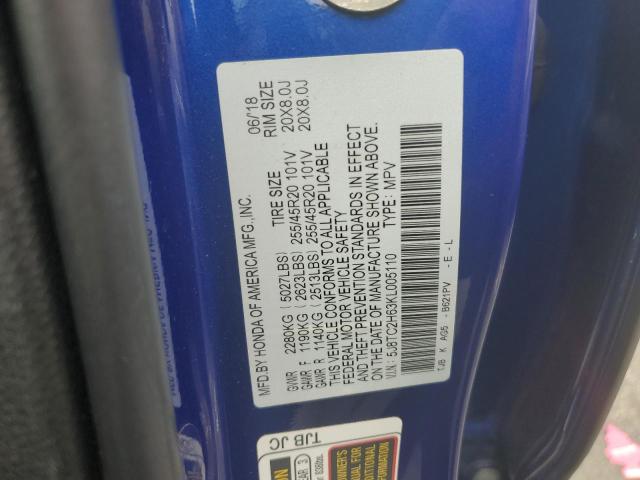 MFD.BY HONDA OF AMERICA MFG.,INC. 06/18
TIRE SIZE RIM SIZE
GVWR 2280KG (5027LBS)
GAWR F 1190KG (2623LBS) 255/45R20 101V 20X8.0J
GAWR R 1140KG (2513LBS) 255/45R20 101V 20X8.0J
THIS VEHICLE CONFORMS TO ALL APPLICABLE
FEDERAL MOTOR VEHICLE SAFETY
AND THEFT PREVENTION STANDARDS IN EFFECT
ON THE DATE OF MANUFACTURE SHOWN ABOVE.
V.I.N.: 5J8TC2H63KL005110 TYPE: MPV
TJB K AG5 - B621PV - E - L
TJB JC